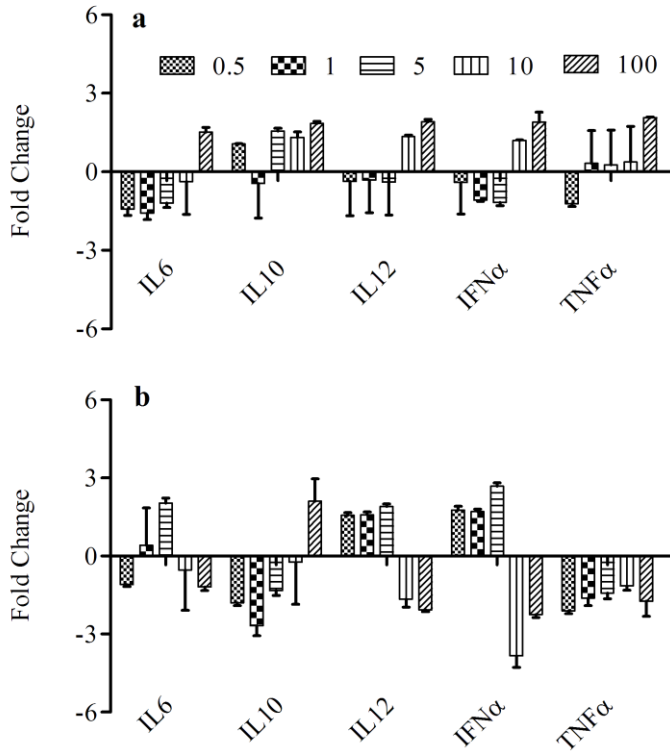 a
6
0.5 1 5 10 100
3
0
-3
-6
Fold Change
IL6 IL10 IL12 IFNα TNFα
b
6
3
0
-3
-6
Fold Change
IL6 IL10 IL12 IFNα TNFα